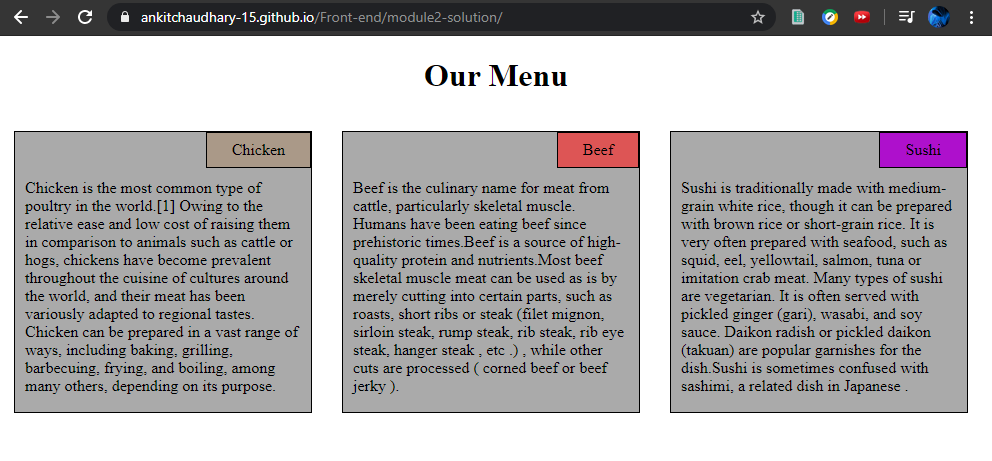 ankitchaudhary-15.github.io/Front-end/module2-solution/
Our Menu
Chicken
Chicken is the most common type of
poultry in the world.[1] Owing to the
relative ease and low cost of raising them
in comparison to animals such as cattle or
hogs, chickens have become prevalent
throughout the cuisine of cultures around
the world, and their meat has been
variously adapted to regional tastes.
Chicken can be prepared in a vast range of
ways, including baking, grilling,
barbecuing, frying, and boiling, among
many others, depending on its purpose.
Beef
Beef is the culinary name for meat from
cattle, particularly skeletal muscle.
Humans have been eating beef since
prehistoric times.Beef is a source of high-
quality protein and nutrients.Most beef
skeletal muscle meat can be used as is by
merely cutting into certain parts, such as
roasts, short ribs or steak (filet mignon,
sirloin steak, rump steak, rib steak, rib eye
steak, hanger steak , etc .) , while other
cuts are processed ( corned beef or beef
jerky ).
Sushi
Sushi is traditionally made with medium-
grain white rice, though it can be prepared
with brown rice or short-grain rice. It is
very often prepared with seafood, such as
squid, eel, yellowtail, salmon, tuna or
imitation crab meat. Many types of sushi
are vegetarian. It is often served with
pickled ginger (gari), wasabi, and soy
sauce. Daikon radish or pickled daikon
(takuan) are popular garnishes for the
dish.Sushi is sometimes confused with
sashimi, a related dish in Japanese .